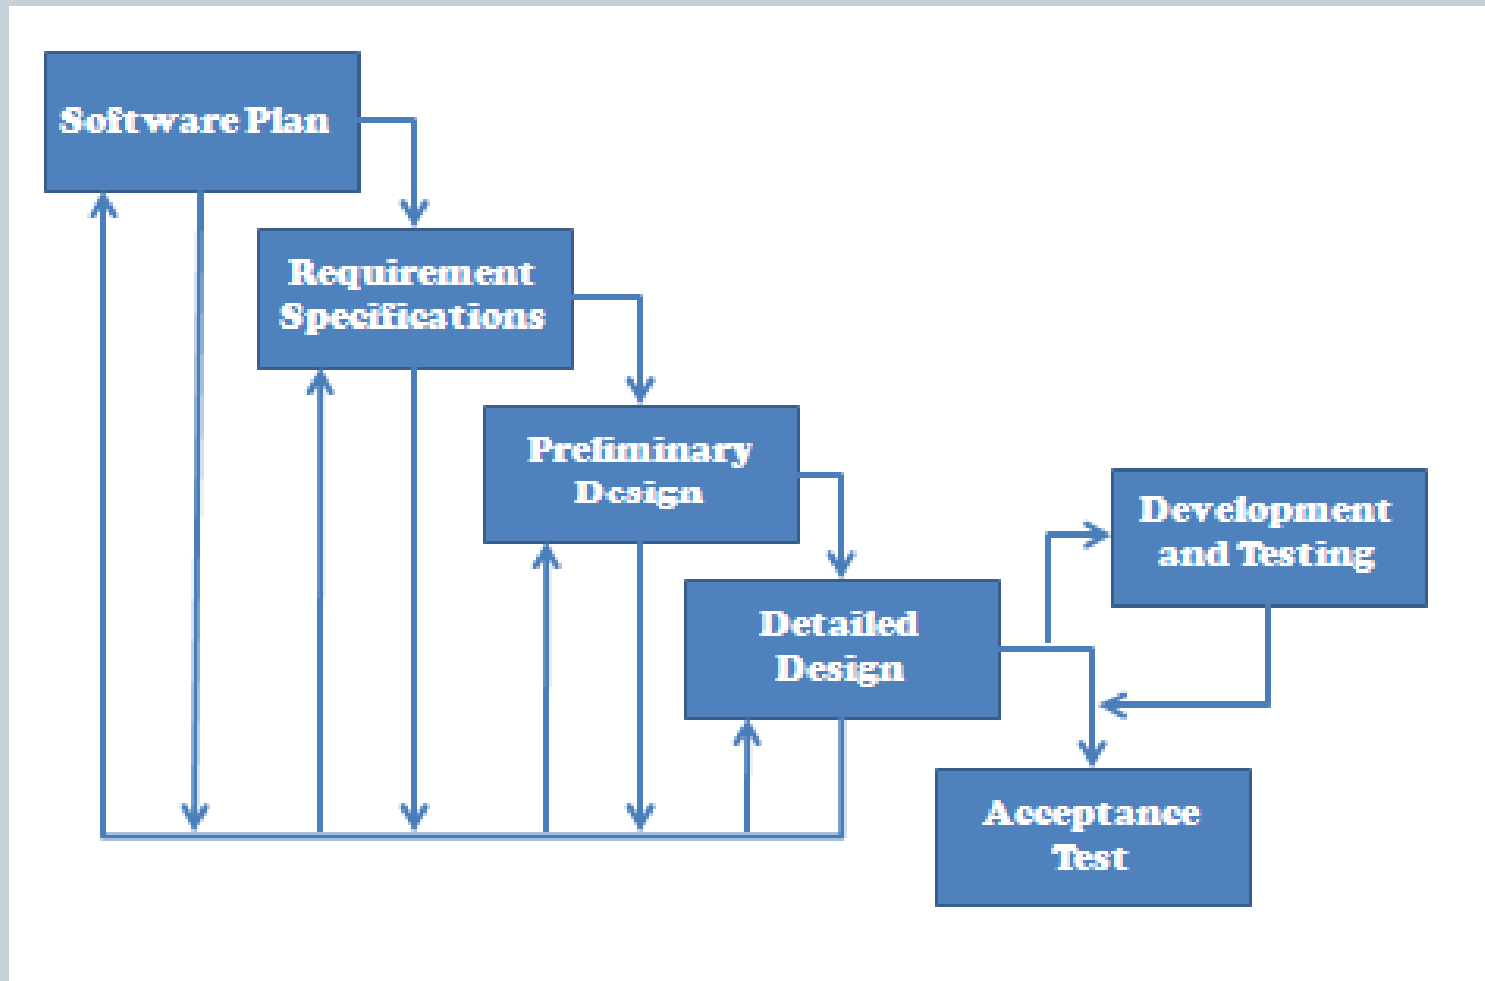 Software Plan
Requirement
Specifications
Preliminary
Design
Development
and Testing
Detailed
Design
Acceptance
Test